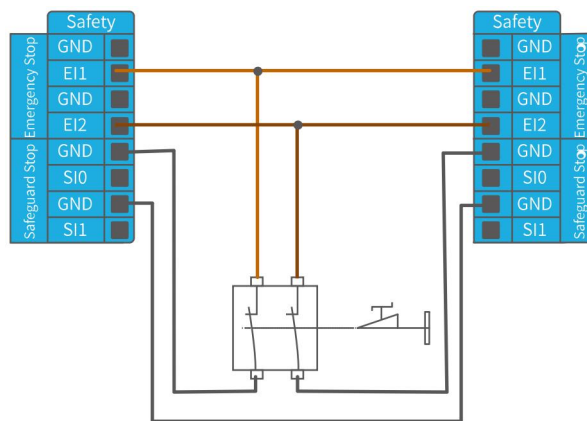 Safety
GND
EI1
GND
EI2
GND
SI0
GND
SI1
Emergency Stop
Safeguard Stop
Safety
GND
EI1
GND
EI2
GND
SI0
GND
SI1
Emergency Stop
Safeguard Stop